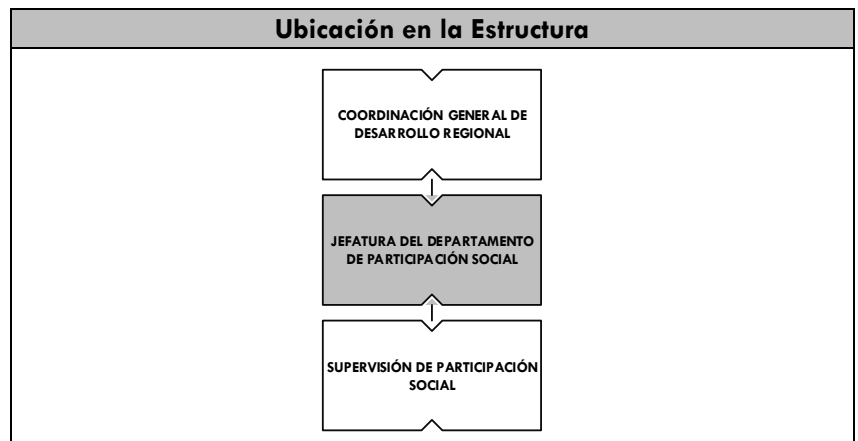 Ubicación en la Estructura
COORDINACIÓN GENERAL DE
DESARROLLO REGIONAL
JEFATURA DEL DEPARTAMENTO
DE PARTICIPACIÓN SOCIAL
SUPERVISIÓN DE PARTICIPACIÓN
SOCIAL